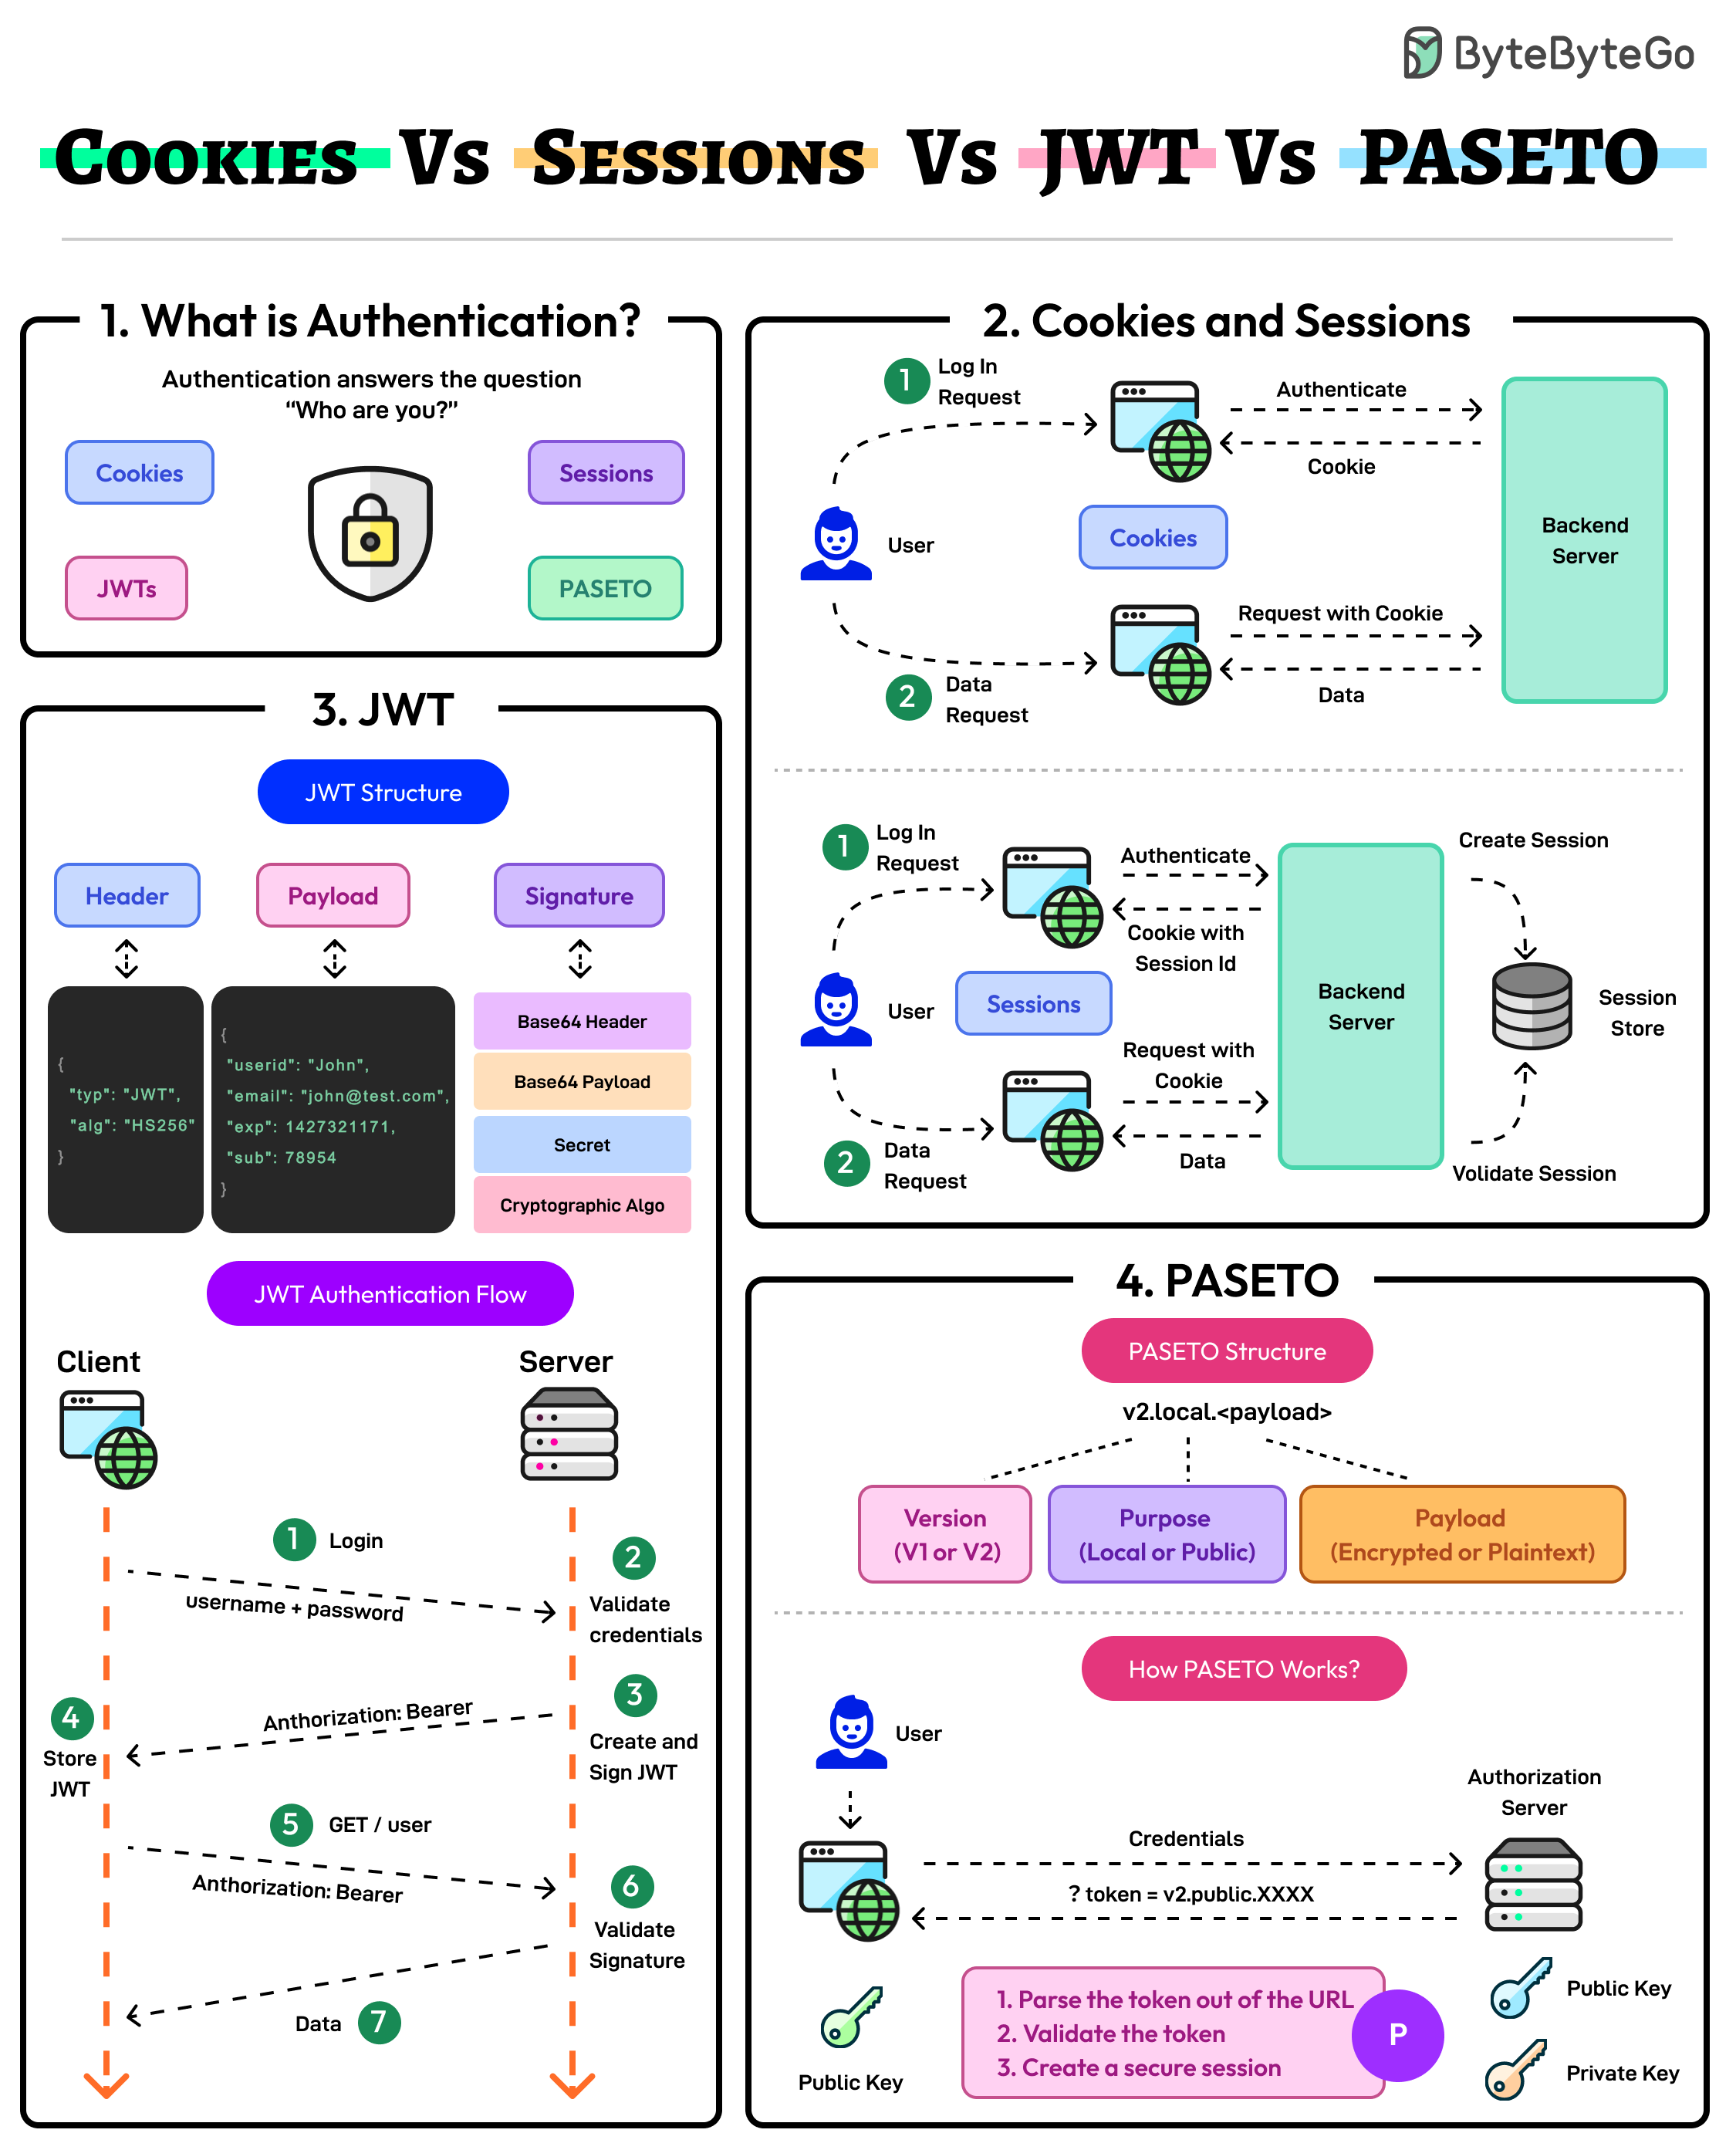 ByteByteGo
Cookies Vs Sessions Vs JWT Vs PASETO
1. What is Authentication?
Authentication answers the question
“Who are you?”
Cookies
Sessions
JWTs
PASETO
2. Cookies and Sessions
1
Log In
Request
Authenticate
Cookie
User
Cookies
Backend
Server
Request with Cookie
Data
2
Data
Request
1
Log In
Request
Authenticate
Cookie with
Session Id
Create Session
User
Sessions
Backend
Server
Session
Store
Request with
Cookie
Data
2
Data
Request
Volidate Session
3. JWT
JWT Structure
Header
Payload
Signature
{
"typ": "JWT",
"alg": "HS256"
}
{
"userid": "John",
"email": "john@test.com",
"exp": 1427321171,
"sub": 78954
}
Base64 Header
Base64 Payload
Secret
Cryptographic Algo
JWT Authentication Flow
Client
Server
1
Login
username + password
2
Validate
credentials
3
Create and
Sign JWT
Anthorization: Bearer
4
Store
JWT
5
GET / user
Anthorization: Bearer
6
Validate
Signature
Data
7
4. PASETO
PASETO Structure
v2.local.<payload>
Version
(V1 or V2)
Purpose
(Local or Public)
Payload
(Encrypted or Plaintext)
How PASETO Works?
User
Authorization
Server
Credentials
? token = v2.public.XXXX
Public Key
1. Parse the token out of the URL
2. Validate the token
3. Create a secure session
P
Public Key
Private Key